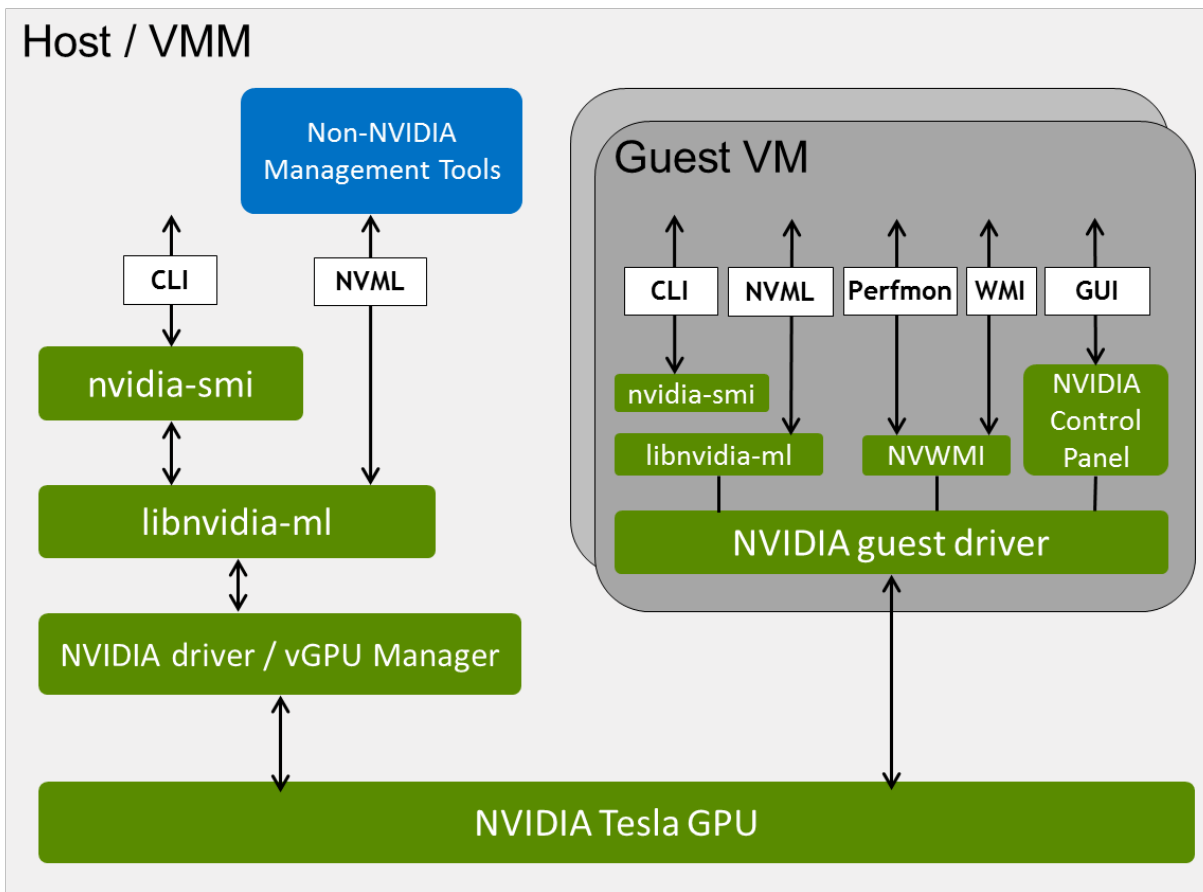 Host / VMM
Non-NVIDIA
Management Tools
CLI
NVML
nvidia-smi
libnvidia-ml
NVIDIA driver / vGPU Manager
Guest VM
CLI
NVML
Perfmon
WMI
GUI
nvidia-smi
libnvidia-ml
NVWMI
NVIDIA
Control
Panel
NVIDIA guest driver
NVIDIA Tesla GPU